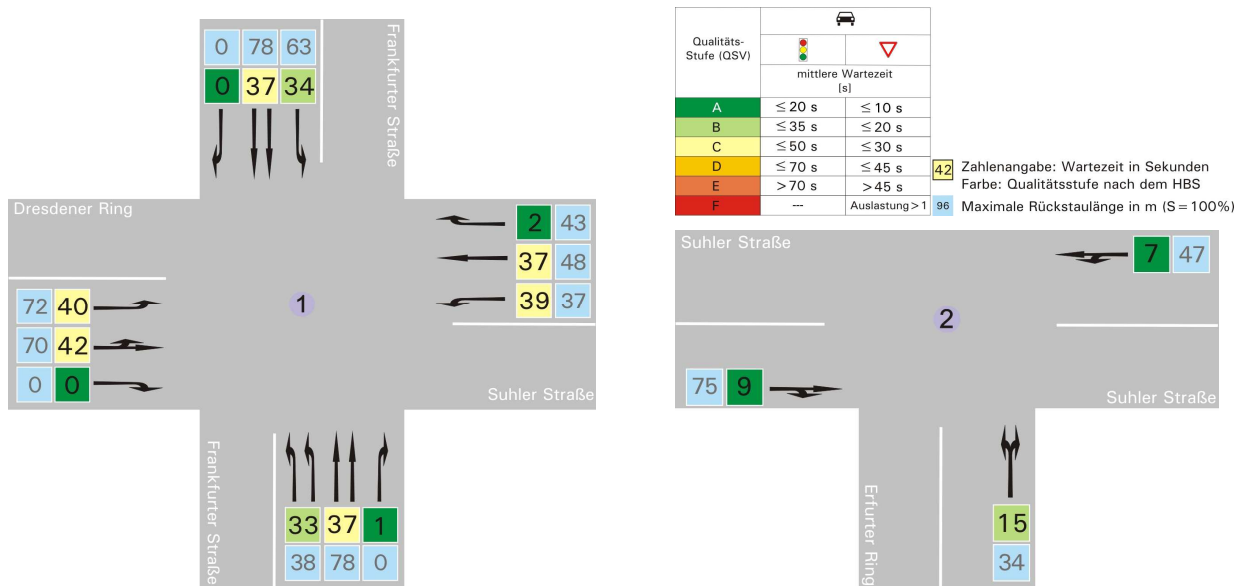 0 78 63
0 37 34
Frankfurter Straße
Dresdener Ring
2 43
37 48
39 37
72 40
70 42
0 0
1
Suhler Straße
Frankfurter Straße
33 37 1
38 78 0
Qualitäts-
Stufe (QSV)
mittlere Wartezeit
[s]
A ≤ 20 s ≤ 10 s
B ≤ 35 s ≤ 20 s
C ≤ 50 s ≤ 30 s
D ≤ 70 s ≤ 45 s
E > 70 s > 45 s
F --- Auslastung > 1
42 Zahlenangabe: Wartezeit in Sekunden
Farbe: Qualitätsstufe nach dem HBS
96 Maximale Rückstaulänge in m (S = 100%)
Suhler Straße
7 47
2
75 9
Suhler Straße
Erfurter Ring
15
34